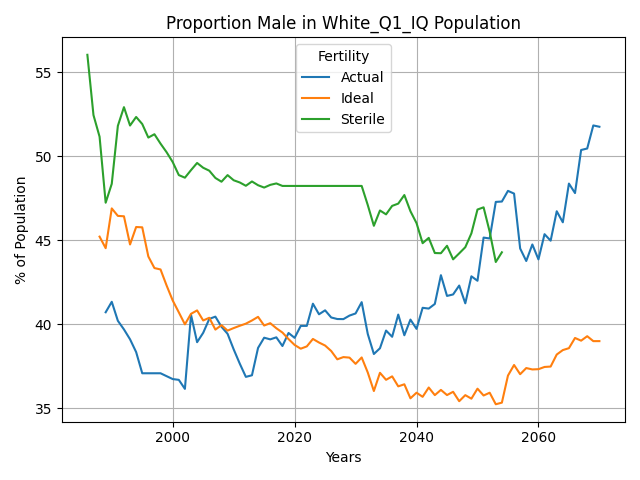 Proportion Male in White_Q1_IQ Population
Fertility
Actual
Ideal
Sterile
% of Population
55
50
45
40
35
2000
2020
2040
2060
Years